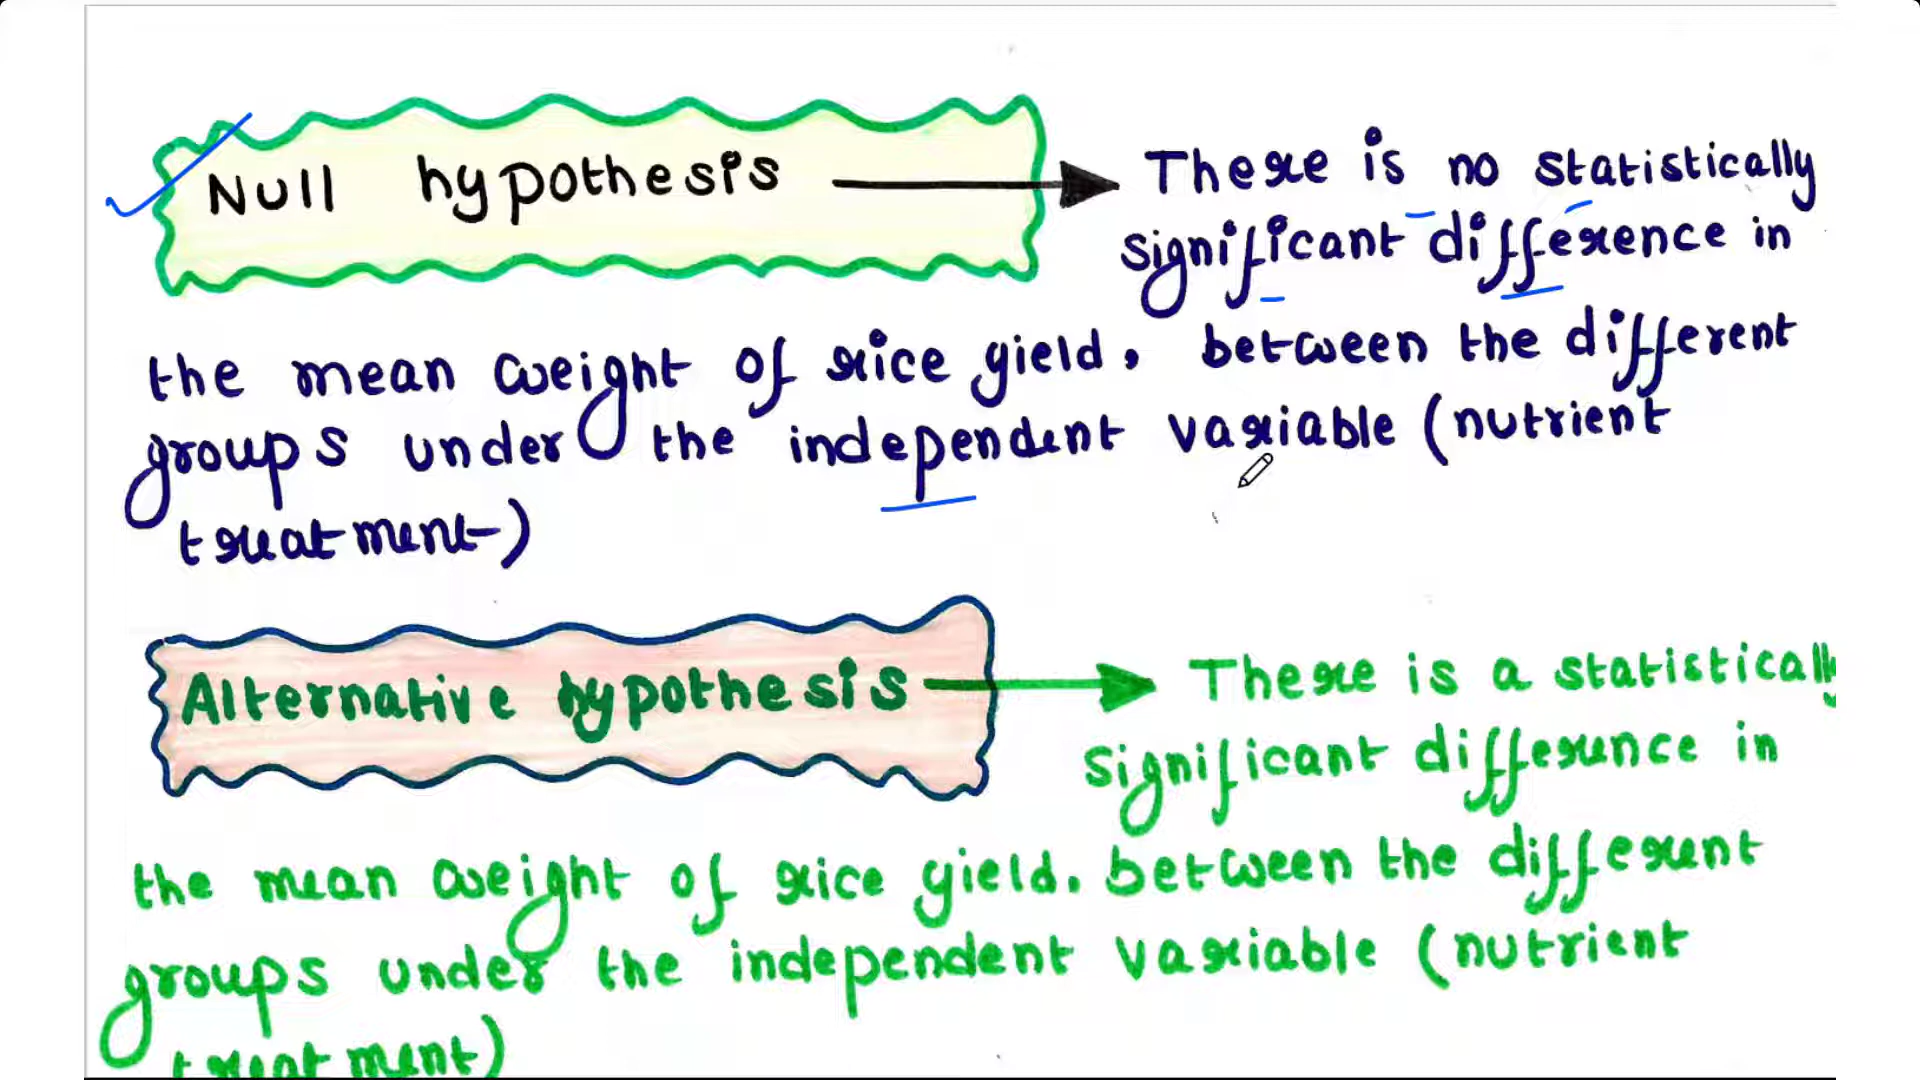 Null hypothesis
There is no statistically
significant difference in
the mean weight of rice yield, between the different
groups under the independent variable (nutrient
treatment)
Alternative hypothesis
There is a statistically
significant difference in
the mean weight of rice yield. between the different
groups under the independent variable (nutrient
treatment)